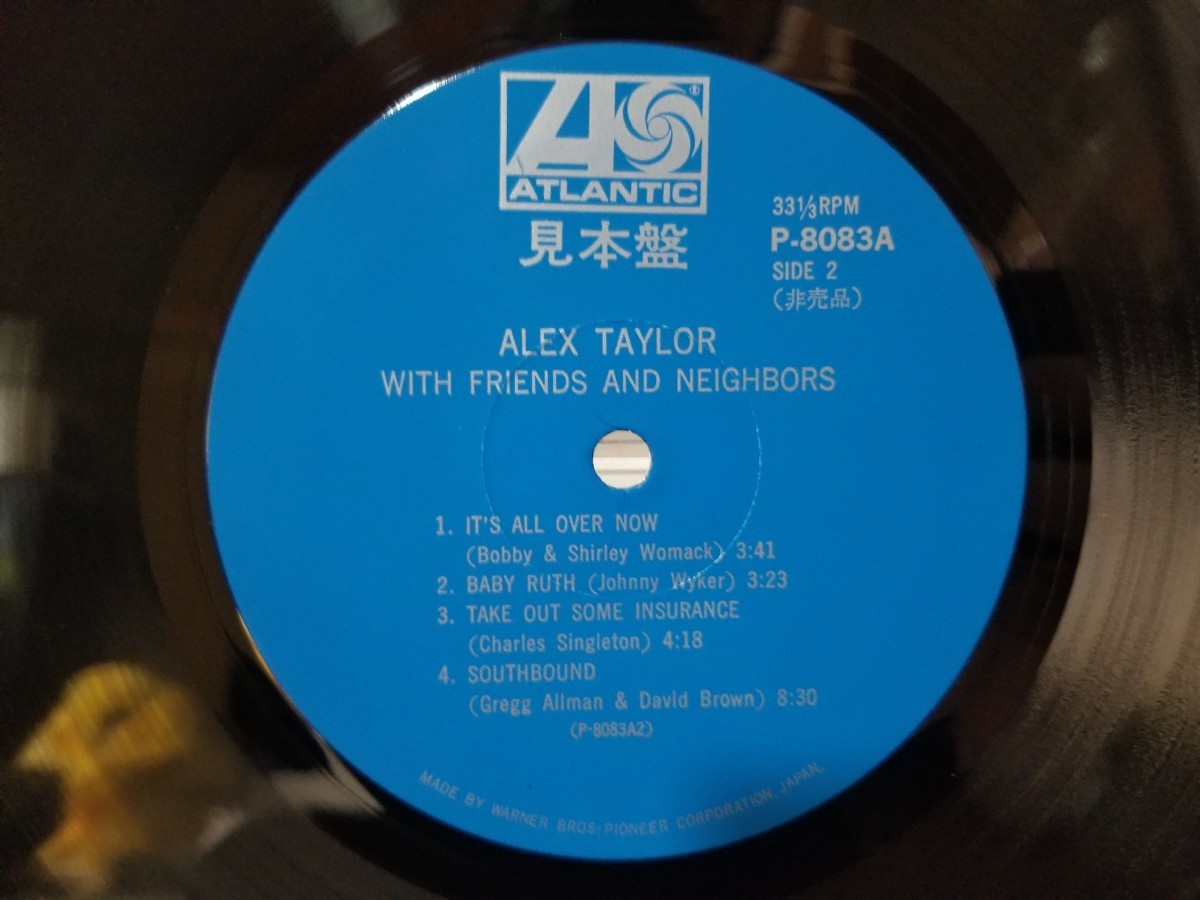 ATLANTIC
®
見本盤
33⅓RPM
P-8083A
SIDE 2
(非売品)
ALEX TAYLOR
WITH FRIENDS AND NEIGHBORS
1. IT'S ALL OVER NOW
(Bobby & Shirley Womack) 3:41
2. BABY RUTH (Johnny Wyker) 3:23
3. TAKE OUT SOME INSURANCE
(Charles Singleton) 4:18
4. SOUTHBOUND
(Gregg Allman & David Brown) 8:30
(P-8083A2)
MADE BY WARNER BROS; PIONEER CORPORATION, JAPAN.